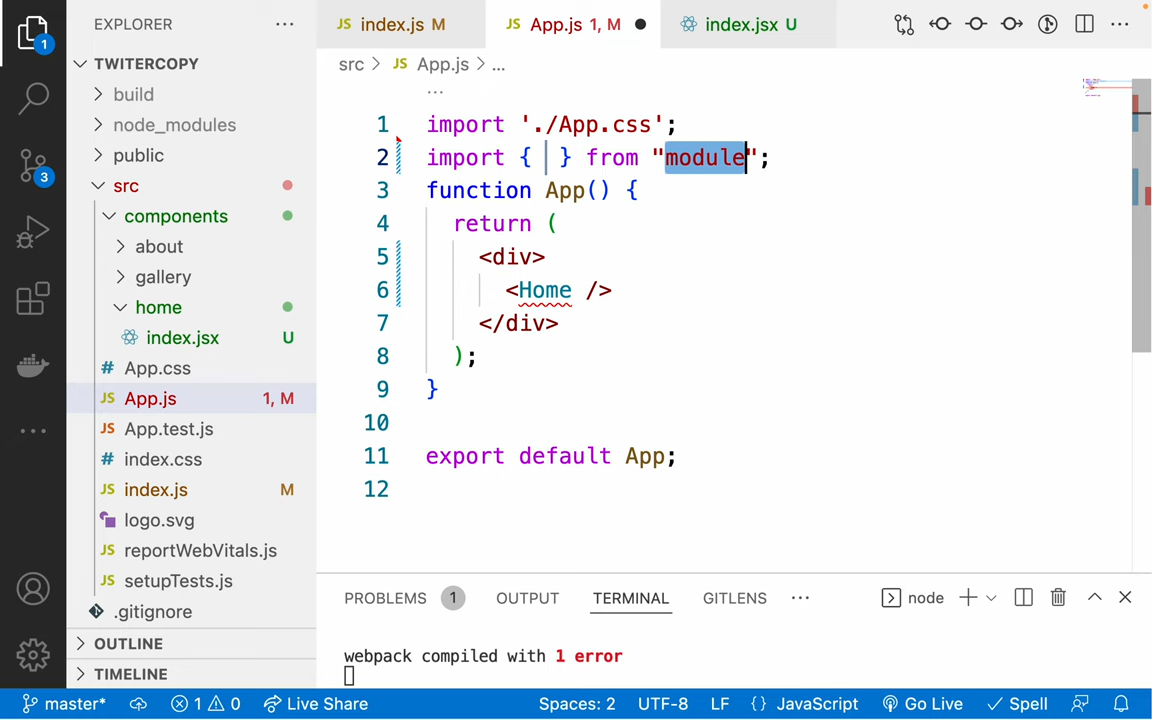 EXPLORER
index.js M
App.js 1, M
index.jsx U
TWITERCOPY
src > JS App.js > ...
build
node_modules
public
src
components
about
gallery
home
index.jsx U
# App.css
JS App.js 1, M
JS App.test.js
# index.css
JS index.js M
logo.svg
JS reportWebVitals.js
JS setupTests.js
.gitignore
OUTLINE
TIMELINE
1
3
1 import './App.css';
2 import { } from "module";
3 function App() {
4 return (
5 <div>
6 <Home />
7 </div>
8 );
9 }
10
11 export default App;
12
PROBLEMS 1 OUTPUT TERMINAL GITLENS ... node
webpack compiled with 1 error
master* 1 0 Live Share Spaces: 2 UTF-8 LF {} JavaScript Go Live Spell